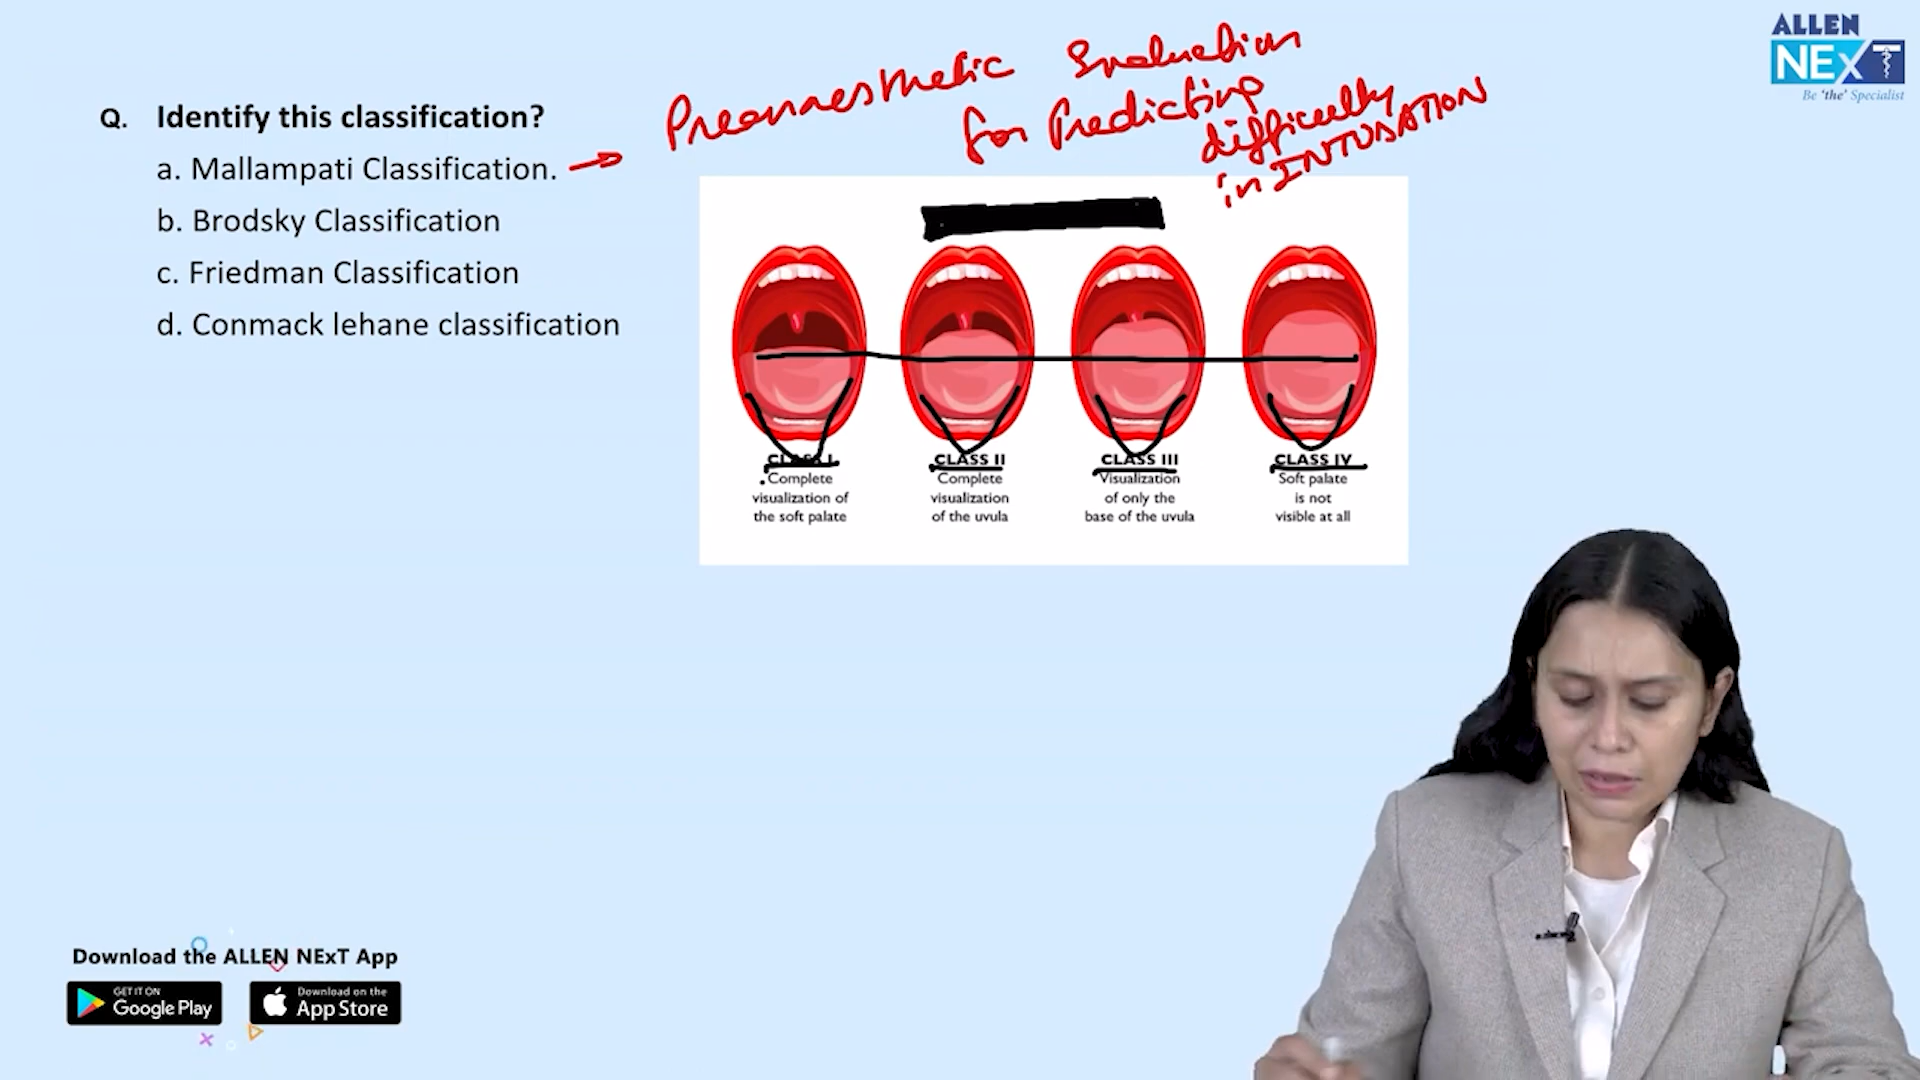 ALLEN
NExT
Be 'the' Specialist
Preanaesthetic Evaluation
for Predicting
difficulty
in INTUBATION
Q. Identify this classification?
a. Mallampati Classification.
b. Brodsky Classification
c. Friedman Classification
d. Conmack lehane classification
CLASS I
Complete
visualization of
the soft palate
CLASS II
Complete
visualization
of the uvula
CLASS III
Visualization
of only the
base of the uvula
CLASS IV
Soft palate
is not
visible at all
Download the ALLEN NExT App
GET IT ON
Google Play
Download on the
App Store